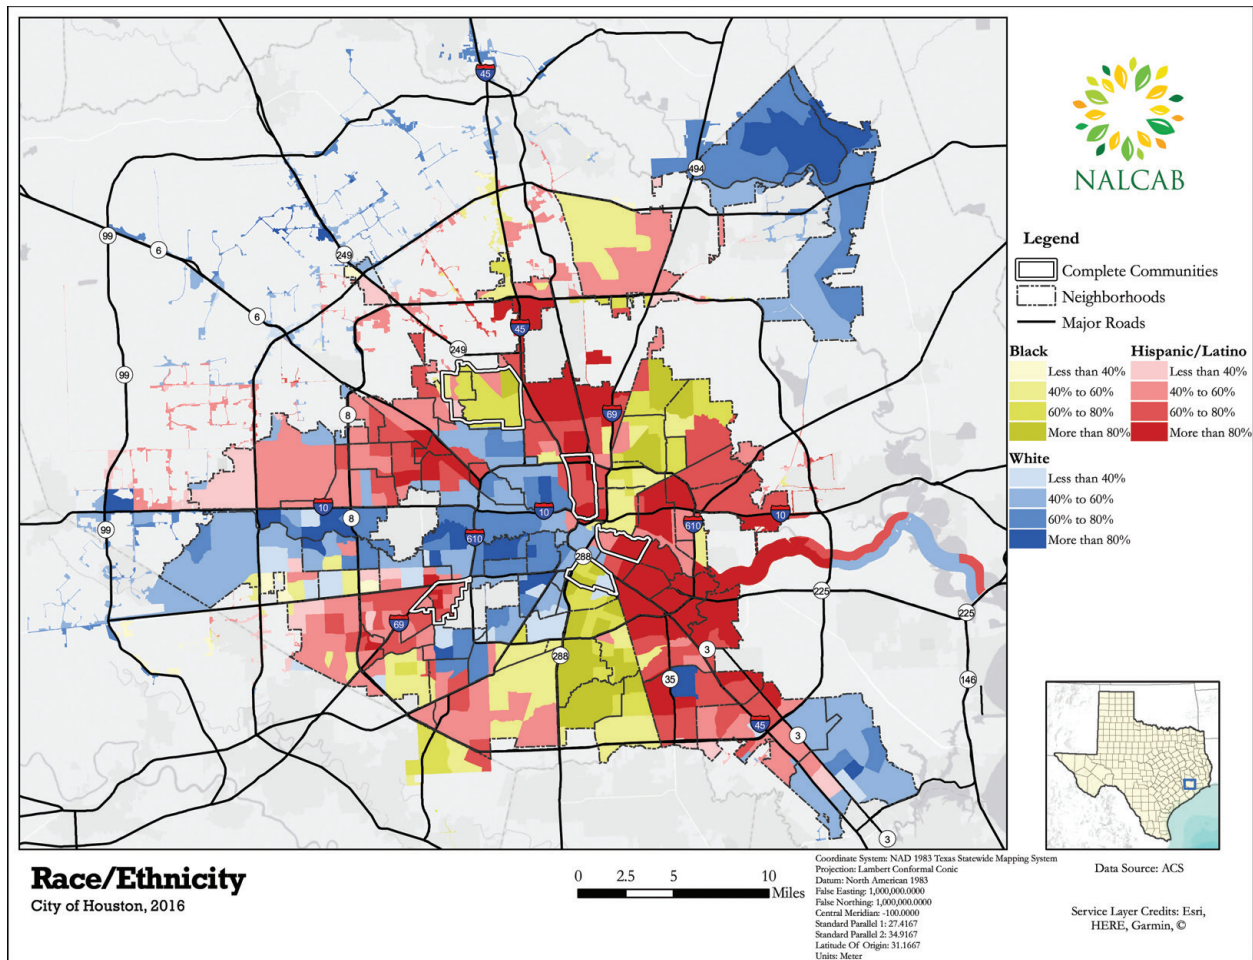 45
494
99
6
249
6
45
249
99
8
69
10
8
10
610
10
99
610
288
225
69
225
3
288
35
146
45
3
3
NALCAB
Legend
Complete Communities
Neighborhoods
Major Roads
Black
Less than 40%
40% to 60%
60% to 80%
More than 80%
Hispanic/Latino
Less than 40%
40% to 60%
60% to 80%
More than 80%
White
Less than 40%
40% to 60%
60% to 80%
More than 80%
Data Source: ACS
Service Layer Credits: Esri,
HERE, Garmin, ©
Race/Ethnicity
City of Houston, 2016
0 2.5 5 10
Miles
Coordinate System: NAD 1983 Texas Statewide Mapping System
Projection: Lambert Conformal Conic
Datum: North American 1983
False Easting: 1,000,000.0000
False Northing: 1,000,000.0000
Central Meridian: -100.0000
Standard Parallel 1: 27.4167
Standard Parallel 2: 34.9167
Latitude Of Origin: 31.1667
Units: Meter